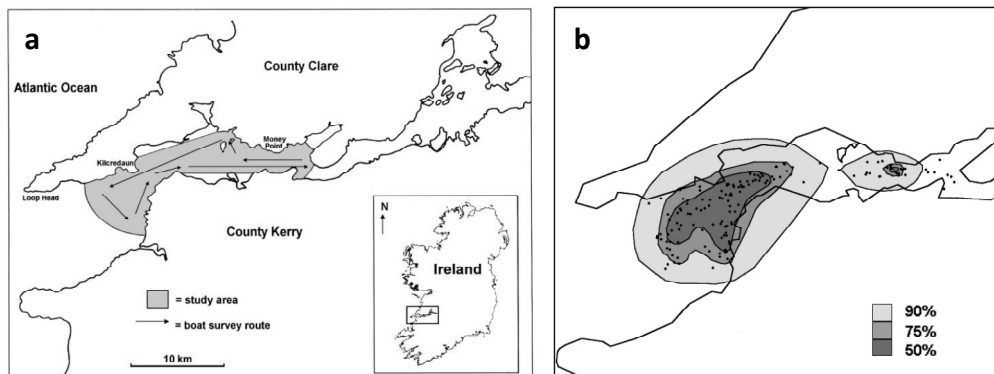 a
County Clare
Atlantic Ocean
Money
Point
Kilcredaun
Loop Head
County Kerry
N
Ireland
= study area
= boat survey route
10 km
b
90%
75%
50%